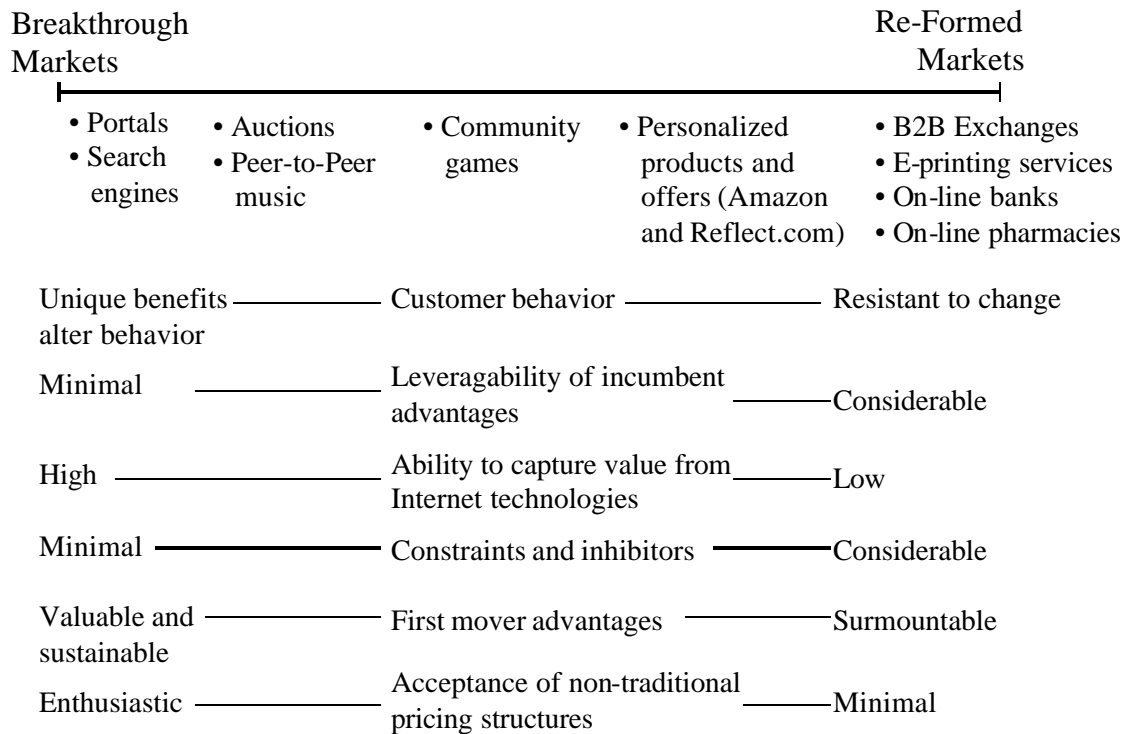 Breakthrough
Markets
Re-Formed
Markets
• Portals
• Search
engines
• Auctions
• Peer-to-Peer
music
• Community
games
• Personalized
products and
offers (Amazon
and Reflect.com)
• B2B Exchanges
• E-printing services
• On-line banks
• On-line pharmacies
Unique benefits
alter behavior
Customer behavior
Resistant to change
Minimal
Leveragability of incumbent
advantages
Considerable
High
Ability to capture value from
Internet technologies
Low
Minimal
Constraints and inhibitors
Considerable
Valuable and
sustainable
First mover advantages
Surmountable
Enthusiastic
Acceptance of non-traditional
pricing structures
Minimal